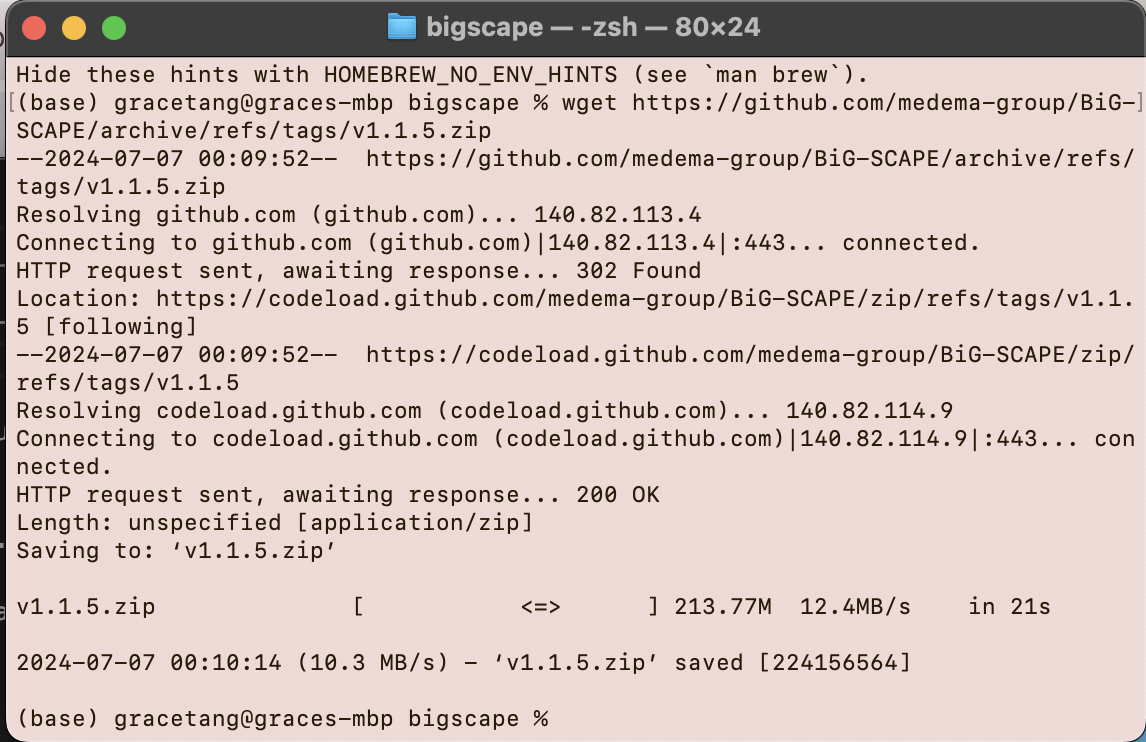 bigscape — -zsh — 80×24
Hide these hints with HOMEBREW_NO_ENV_HINTS (see `man brew`).
[(base) gracetang@graces-mbp bigscape % wget https://github.com/medema-group/BiG-]
SCAPE/archive/refs/tags/v1.1.5.zip
--2024-07-07 00:09:52--  https://github.com/medema-group/BiG-SCAPE/archive/refs/
tags/v1.1.5.zip
Resolving github.com (github.com)... 140.82.113.4
Connecting to github.com (github.com)|140.82.113.4|:443... connected.
HTTP request sent, awaiting response... 302 Found
Location: https://codeload.github.com/medema-group/BiG-SCAPE/zip/refs/tags/v1.1.
5 [following]
--2024-07-07 00:09:52--  https://codeload.github.com/medema-group/BiG-SCAPE/zip/
refs/tags/v1.1.5
Resolving codeload.github.com (codeload.github.com)... 140.82.114.9
Connecting to codeload.github.com (codeload.github.com)|140.82.114.9|:443... con
nected.
HTTP request sent, awaiting response... 200 OK
Length: unspecified [application/zip]
Saving to: ‘v1.1.5.zip’
v1.1.5.zip              [           <=>      ] 213.77M  12.4MB/s    in 21s
2024-07-07 00:10:14 (10.3 MB/s) - ‘v1.1.5.zip’ saved [224156564]
(base) gracetang@graces-mbp bigscape %